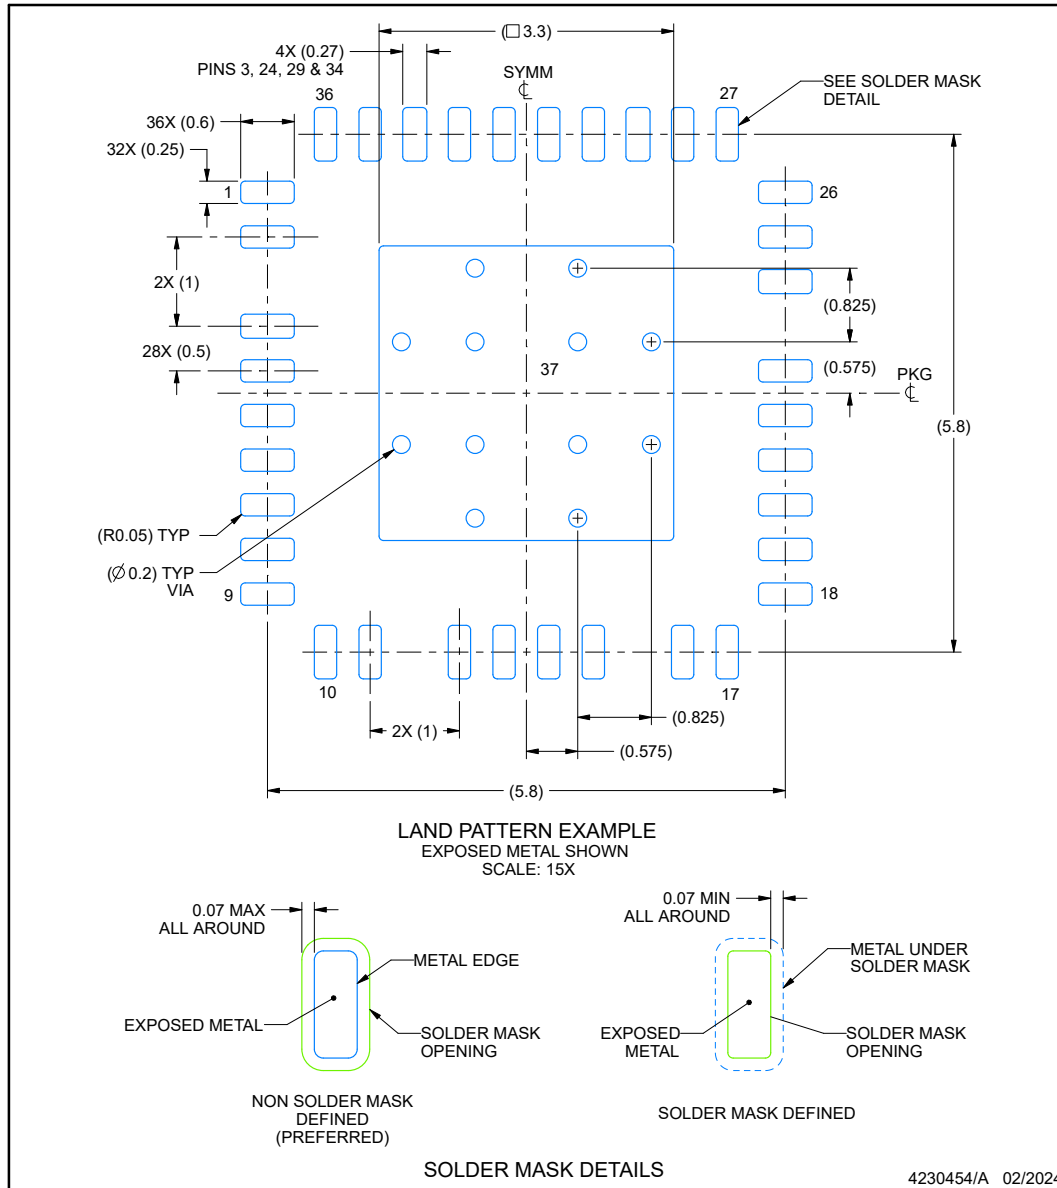 (□ 3.3)
4X (0.27)
PINS 3, 24, 29 & 34
SYMM
℄
SEE SOLDER MASK
DETAIL
36
27
36X (0.6)
32X (0.25)
1
26
2X (1)
(0.825)
28X (0.5)
37
(0.575)
PKG
℄
(5.8)
(R0.05) TYP
(∅ 0.2) TYP
VIA
9
18
10
17
2X (1)
(0.825)
(0.575)
(5.8)
LAND PATTERN EXAMPLE
EXPOSED METAL SHOWN
SCALE: 15X
0.07 MAX
ALL AROUND
METAL EDGE
EXPOSED METAL
SOLDER MASK
OPENING
NON SOLDER MASK
DEFINED
(PREFERRED)
0.07 MIN
ALL AROUND
METAL UNDER
SOLDER MASK
EXPOSED
METAL
SOLDER MASK
OPENING
SOLDER MASK DEFINED
SOLDER MASK DETAILS
4230454/A 02/2024